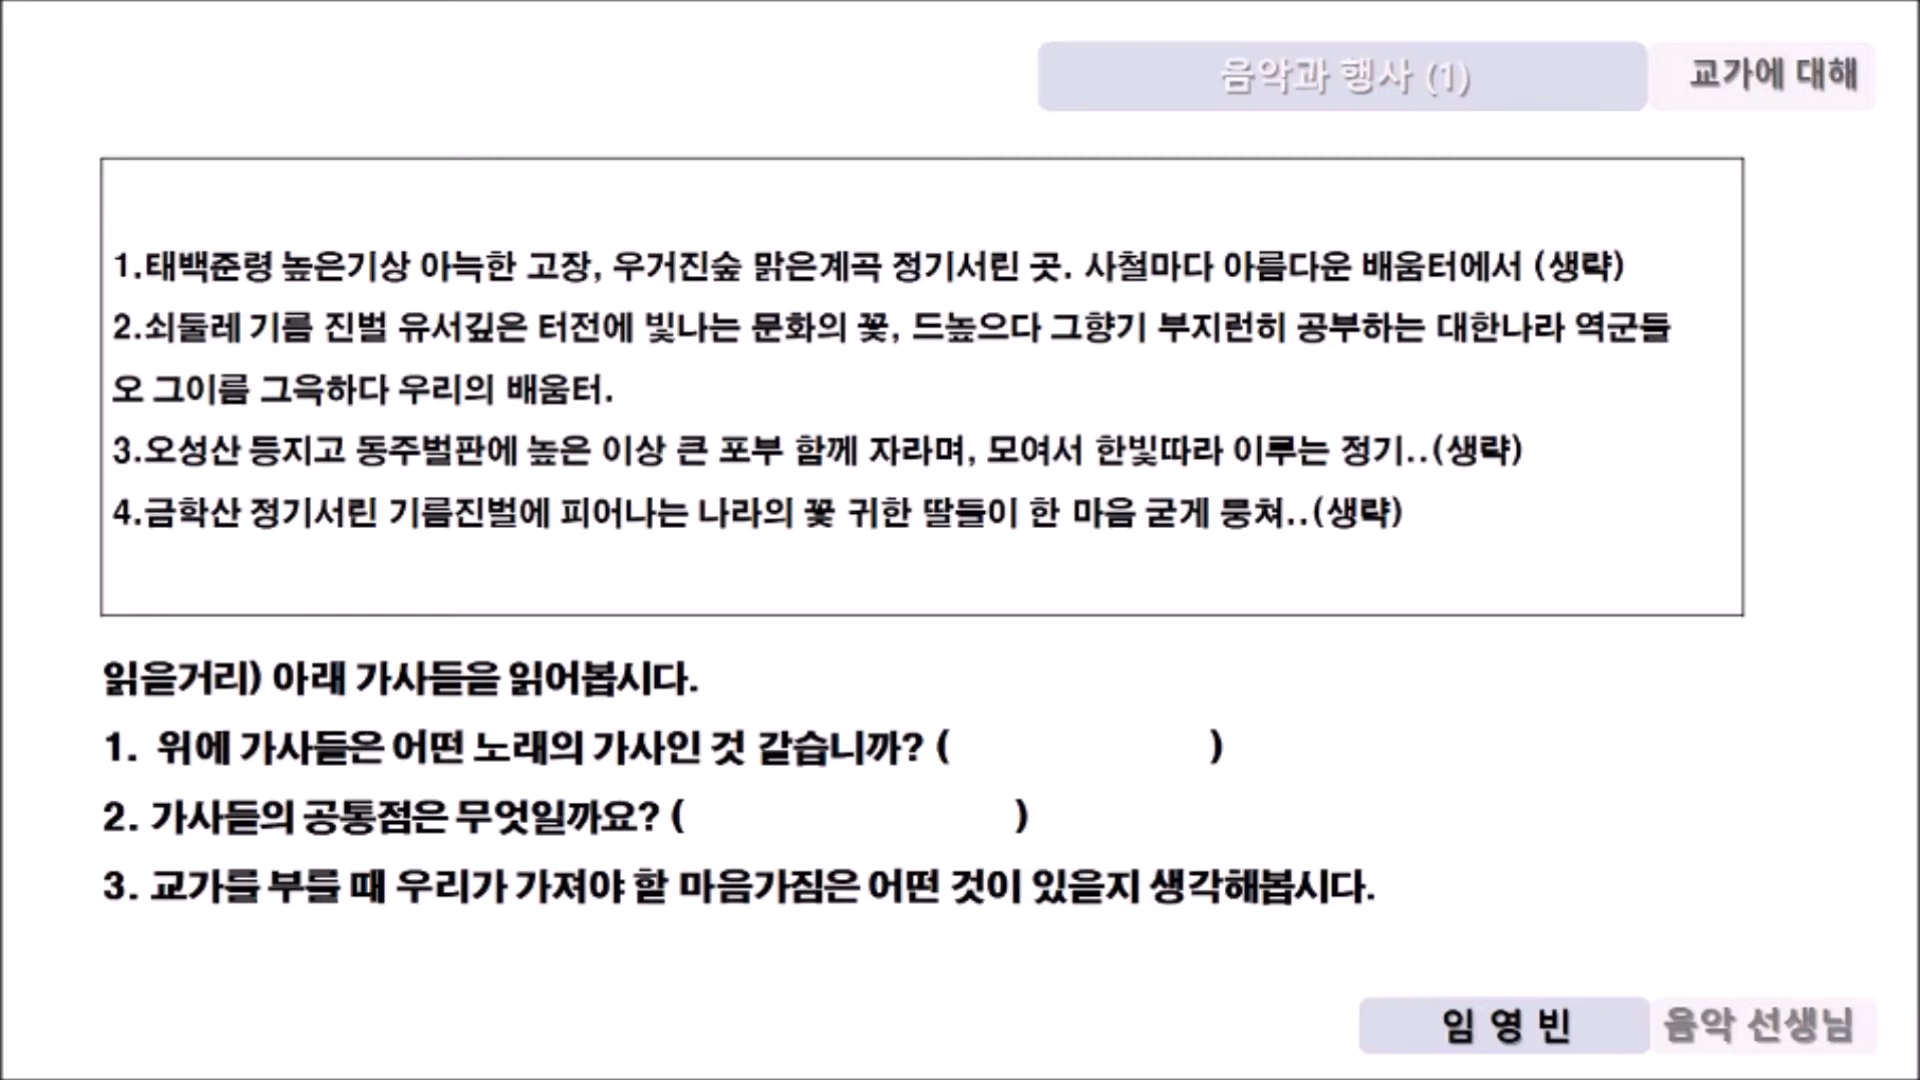 음악과 행사 (1)
교가에 대해
1.태백준령 높은기상 아늑한 고장, 우거진숲 맑은계곡 정기서린 곳. 사철마다 아름다운 배움터에서 (생략)
2.쇠둘레 기름 진벌 유서깊은 터전에 빛나는 문화의 꽃, 드높으다 그향기 부지런히 공부하는 대한나라 역군들
오 그이름 그윽하다 우리의 배움터.
3.오성산 등지고 동주벌판에 높은 이상 큰 포부 함께 자라며, 모여서 한빛따라 이루는 정기..(생략)
4.금학산 정기서린 기름진벌에 피어나는 나라의 꽃 귀한 딸들이 한 마음 굳게 뭉쳐..(생략)
읽을거리) 아래 가사들을 읽어봅시다.
1. 위에 가사들은 어떤 노래의 가사인 것 같습니까? ( )
2. 가사들의 공통점은 무엇일까요? ( )
3. 교가를 부를 때 우리가 가져야 할 마음가짐은 어떤 것이 있을지 생각해봅시다.
임 영 빈
음악 선생님